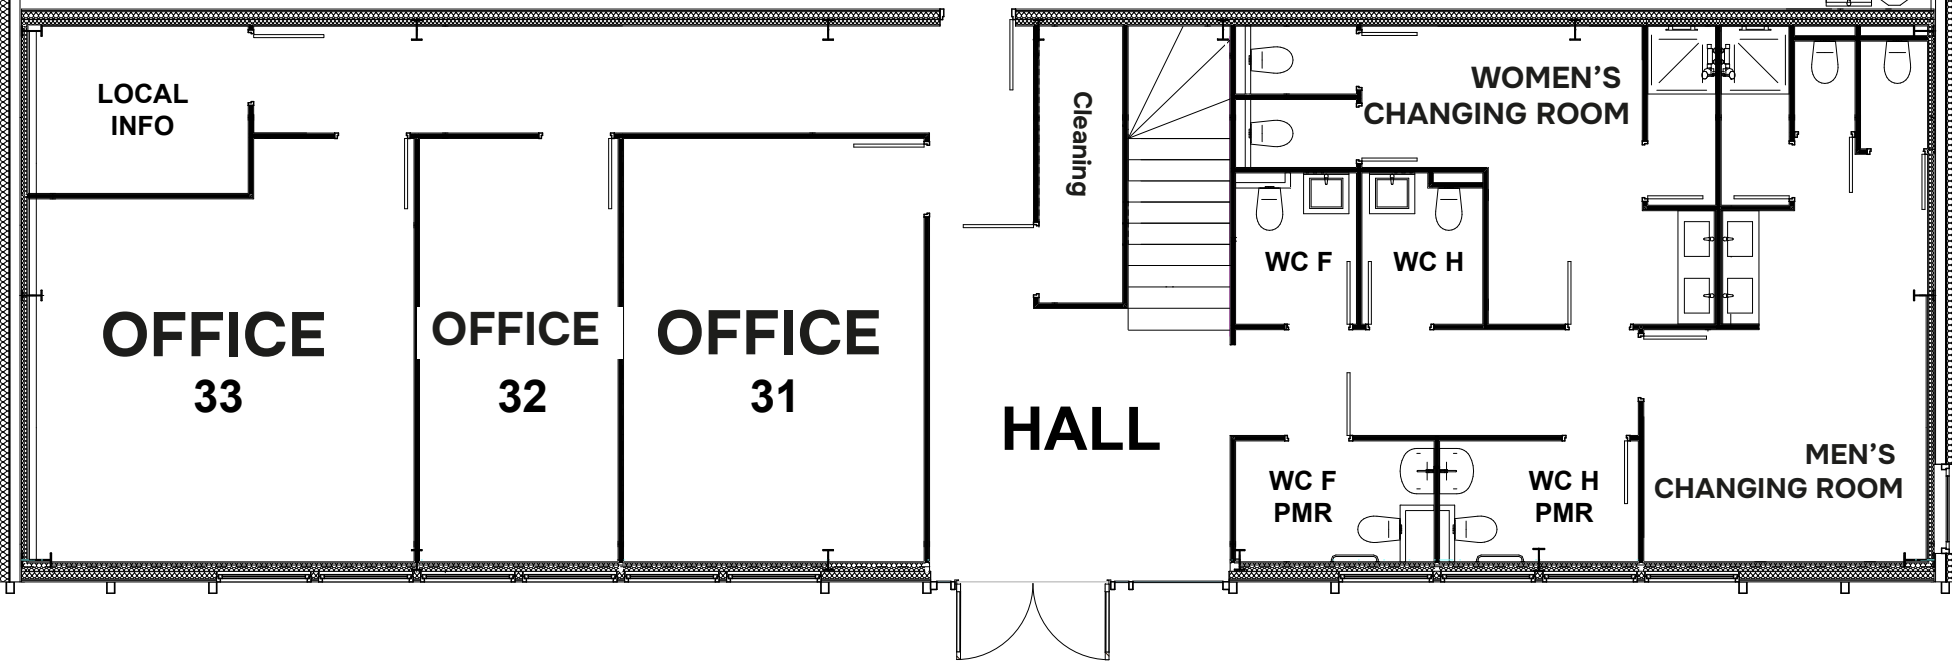 LOCAL
INFO
OFFICE
33
OFFICE
32
OFFICE
31
HALL
Cleaning
WOMEN'S
CHANGING ROOM
WC F
WC H
WC F
PMR
WC H
PMR
MEN'S
CHANGING ROOM